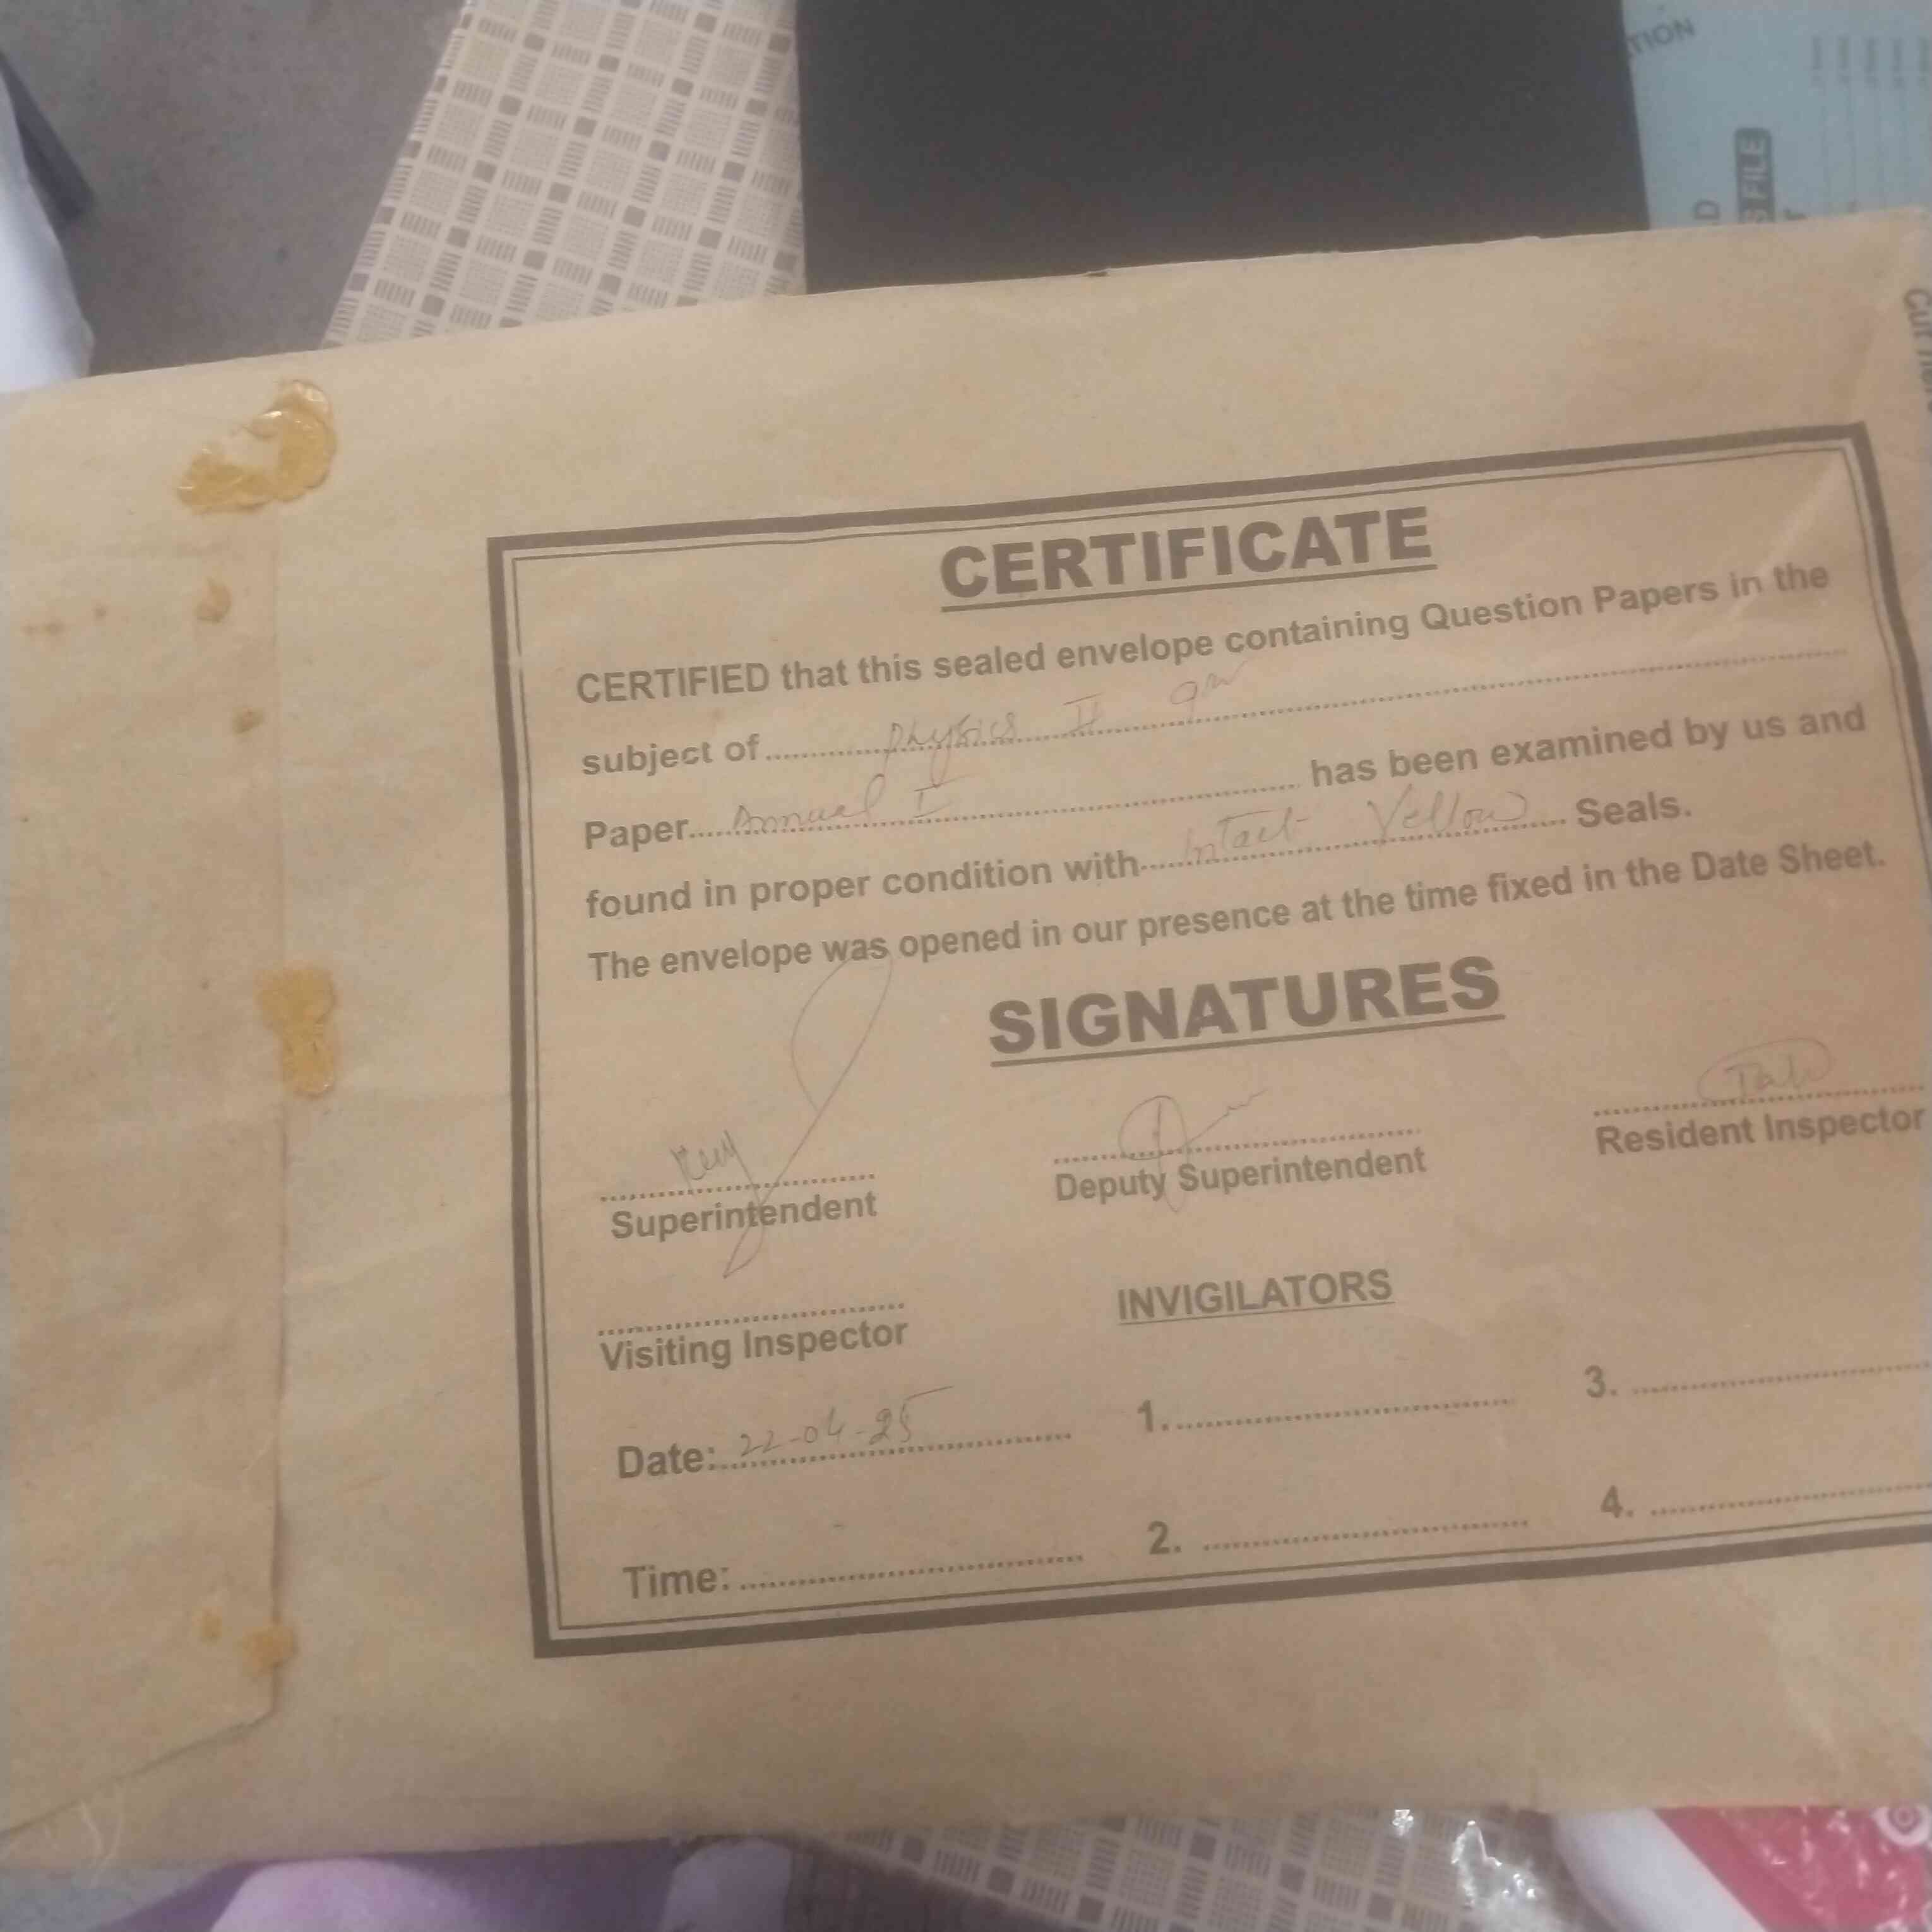 TION
D
S FILE
CERTIFICATE
CERTIFIED that this sealed envelope containing Question Papers in the
subject of Physics II
Paper Annual I has been examined by us and
found in proper condition with Intact Yellow Seals.
The envelope was opened in our presence at the time fixed in the Date Sheet.
SIGNATURES
Superintendent
Deputy Superintendent
Resident Inspector
Visiting Inspector
INVIGILATORS
Date: 22-04-25
1.
3.
Time:
2.
4.